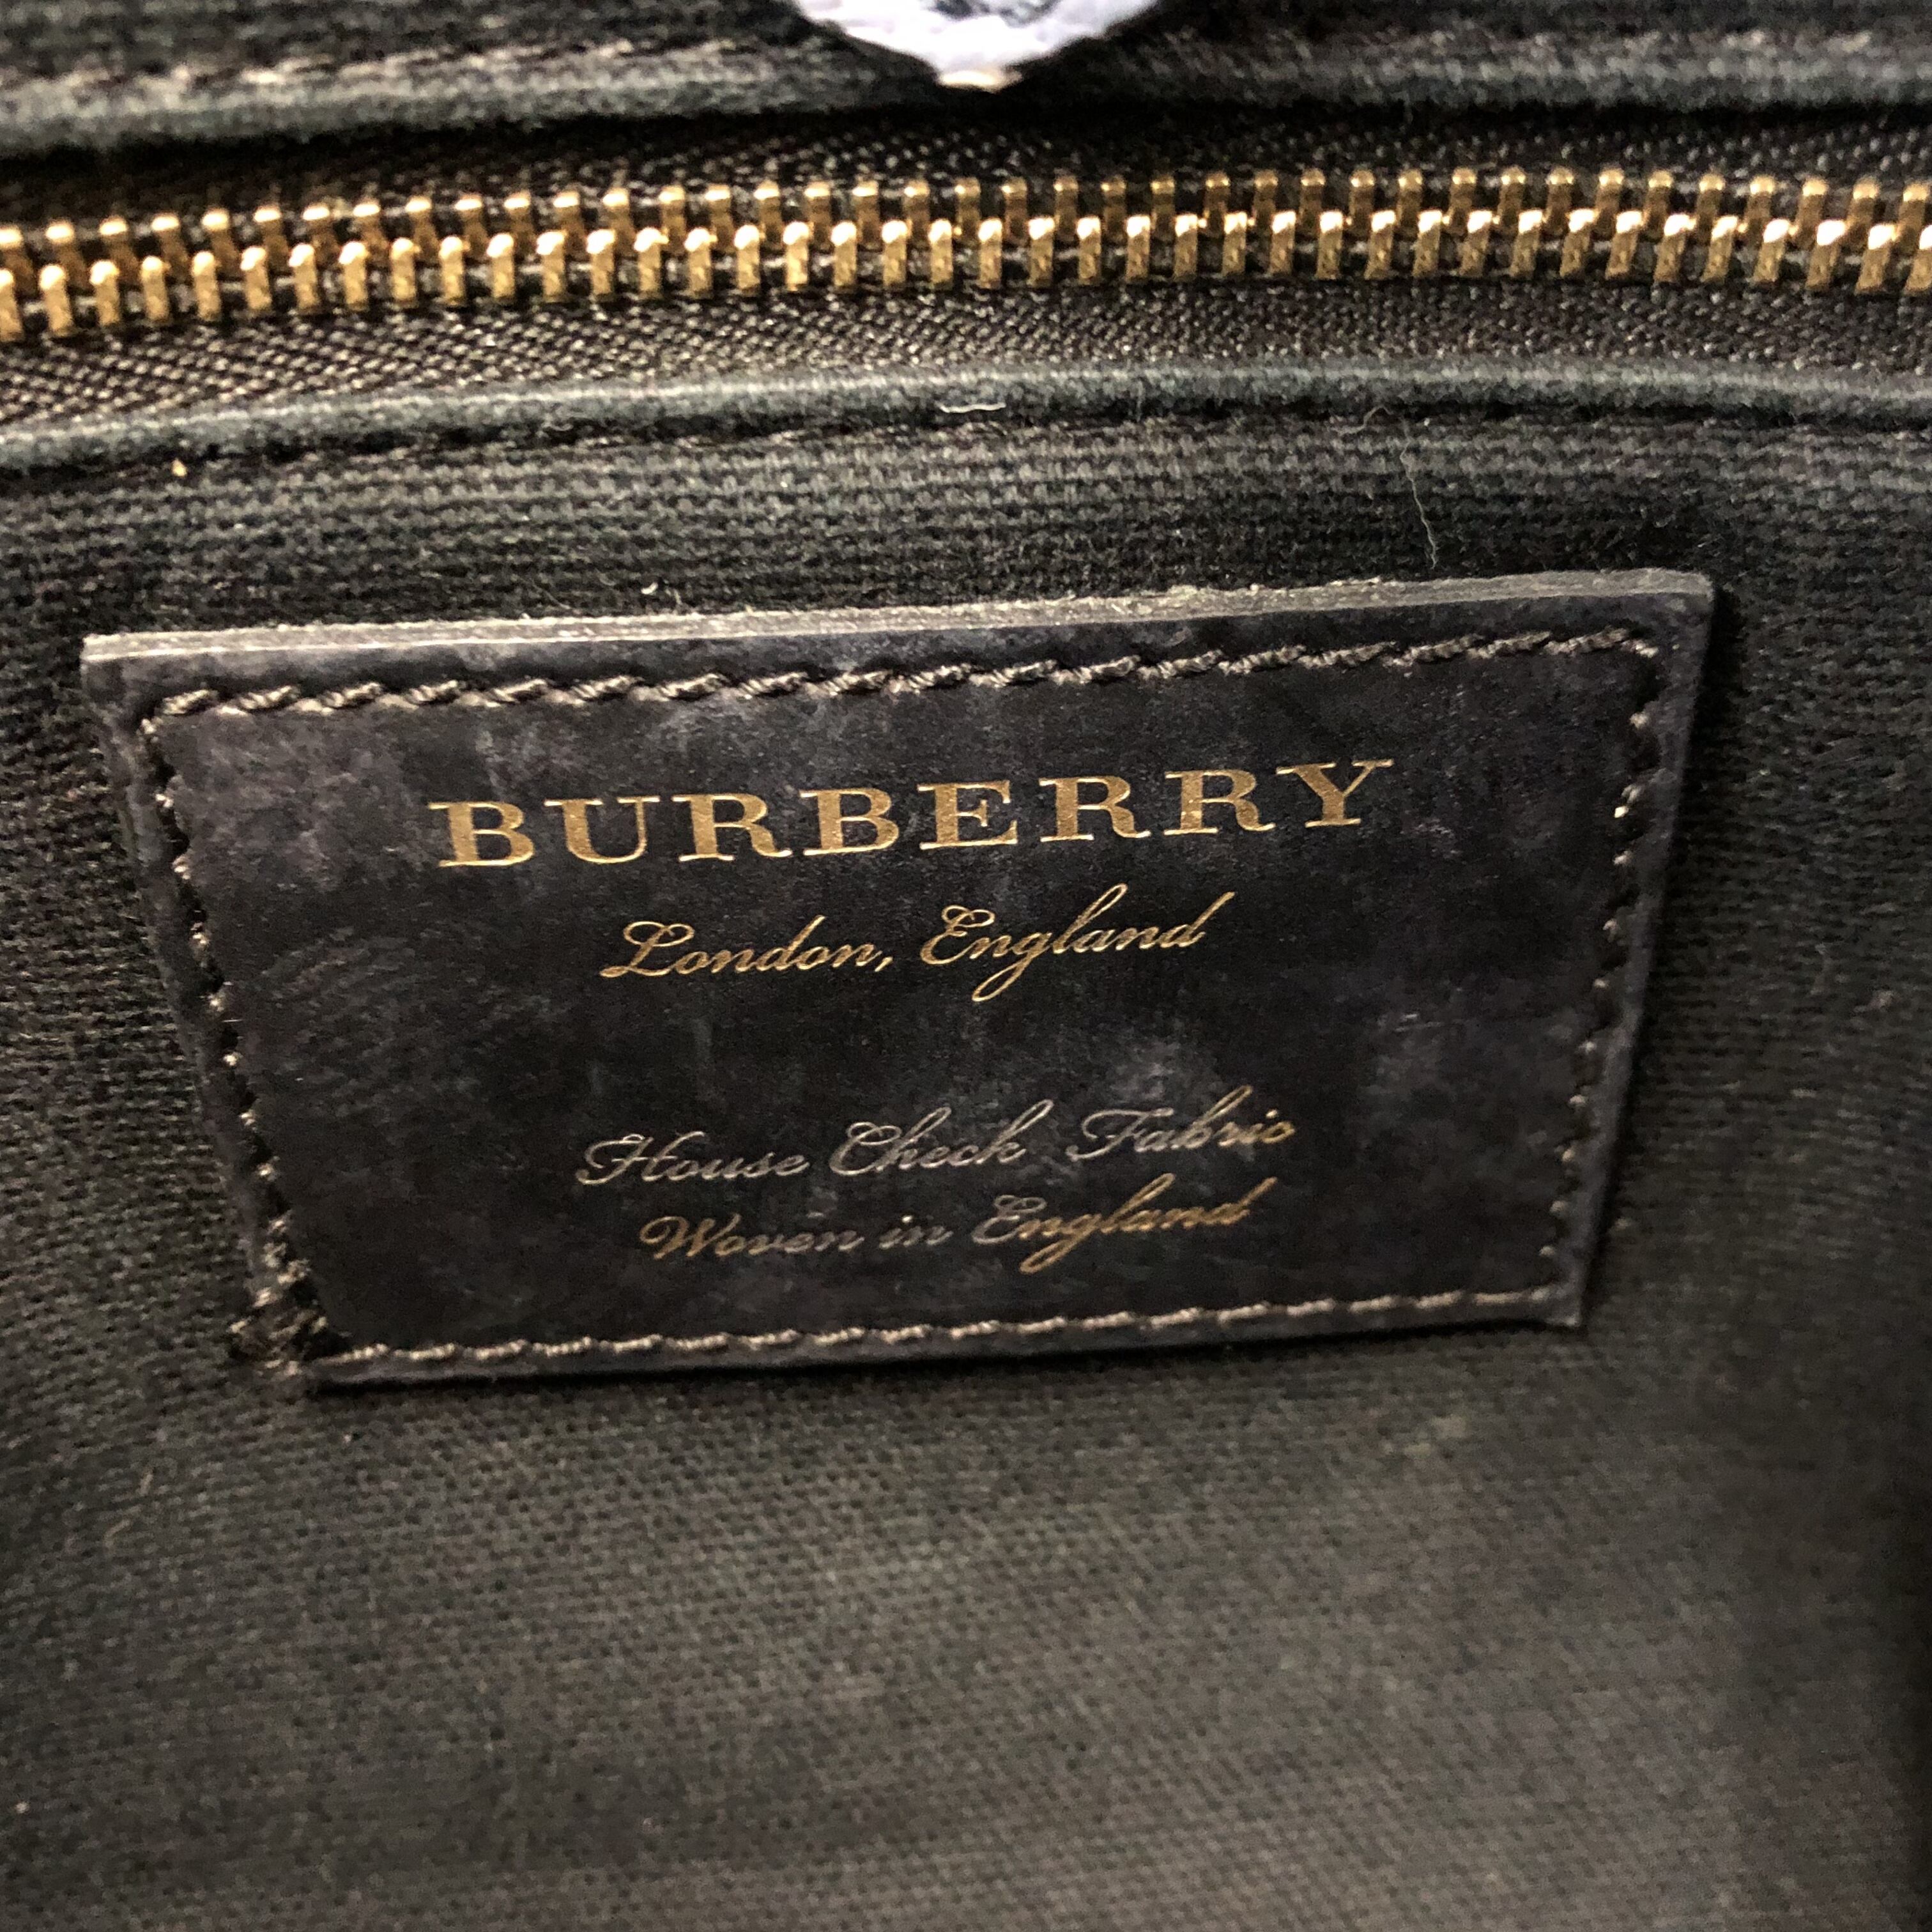 BURBERRY
London, England
House Check Fabric
Woven in England